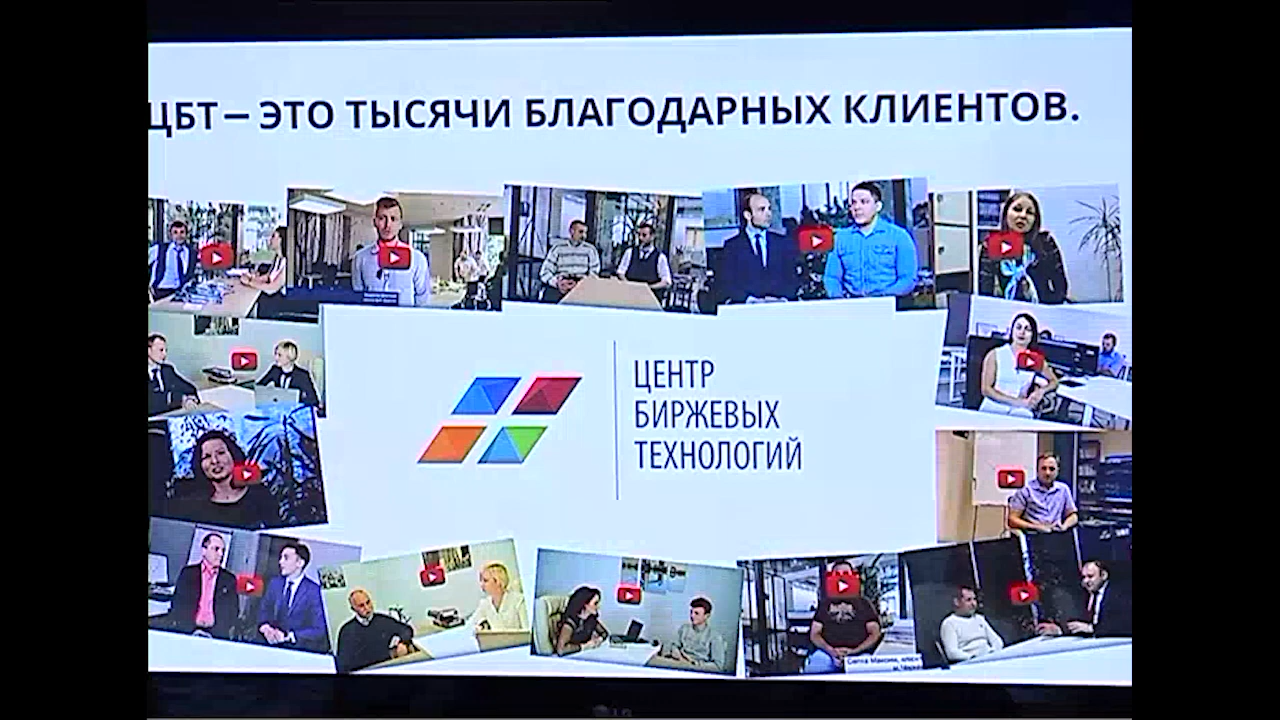 ЦБТ – ЭТО ТЫСЯЧИ БЛАГОДАРНЫХ КЛИЕНТОВ.
ЦЕНТР
БИРЖЕВЫХ
ТЕХНОЛОГИЙ